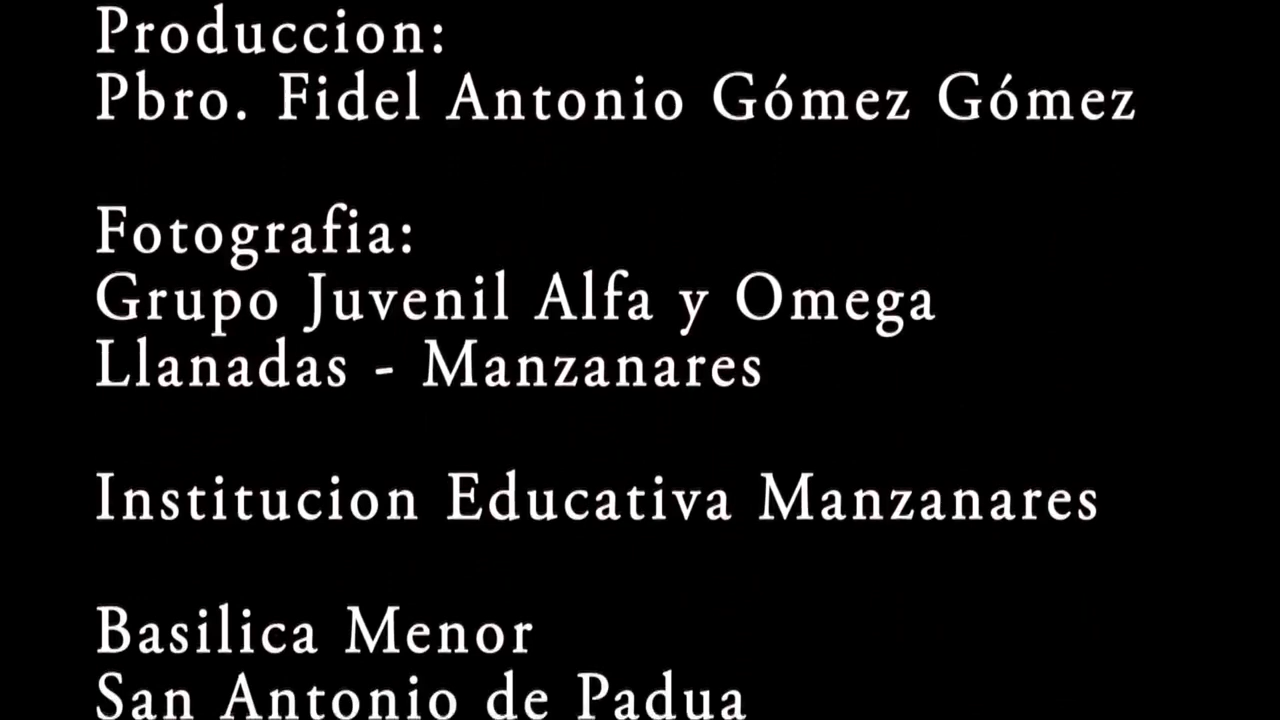 Produccion:
Pbro. Fidel Antonio Gómez Gómez
Fotografia:
Grupo Juvenil Alfa y Omega
Llanadas - Manzanares
Institucion Educativa Manzanares
Basilica Menor
San Antonio de Padua